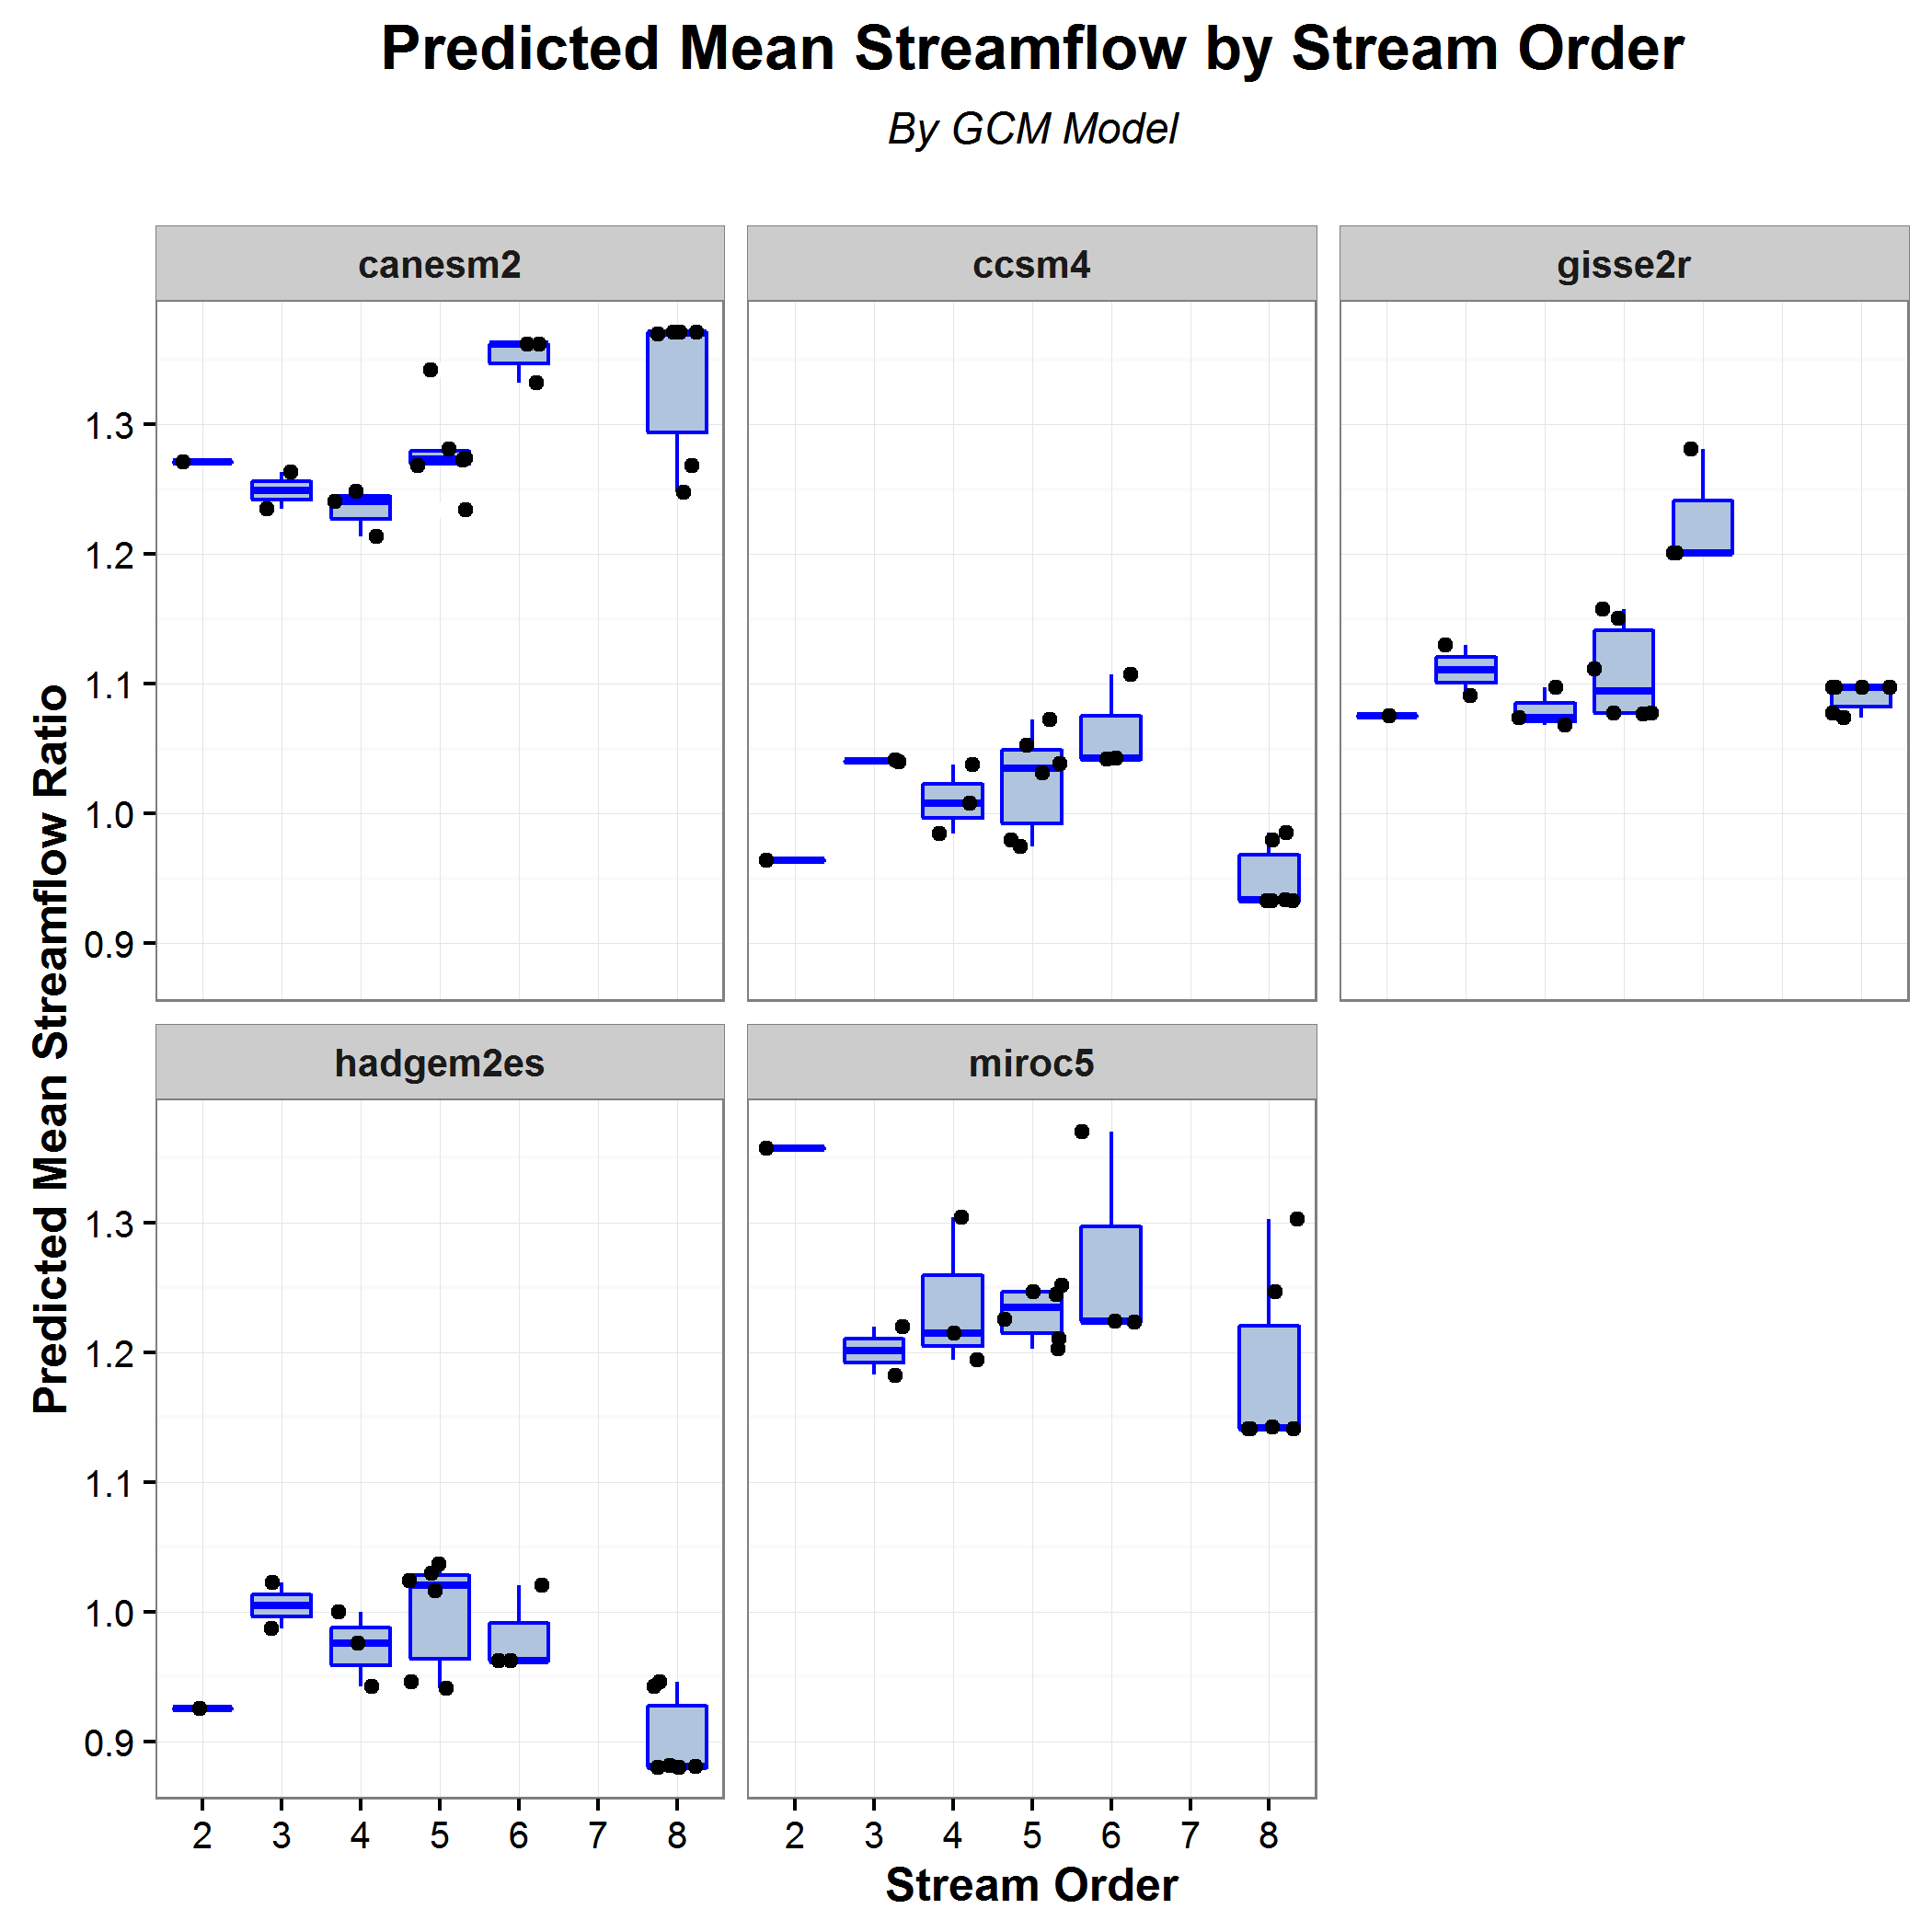 Predicted Mean Streamflow by Stream Order
By GCM Model
canesm2
ccsm4
gisse2r
Predicted Mean Streamflow Ratio
1.3
1.2
1.1
1.0
0.9
hadgem2es
miroc5
1.3
1.2
1.1
1.0
0.9
2 3 4 5 6 7 8
2 3 4 5 6 7 8
Stream Order